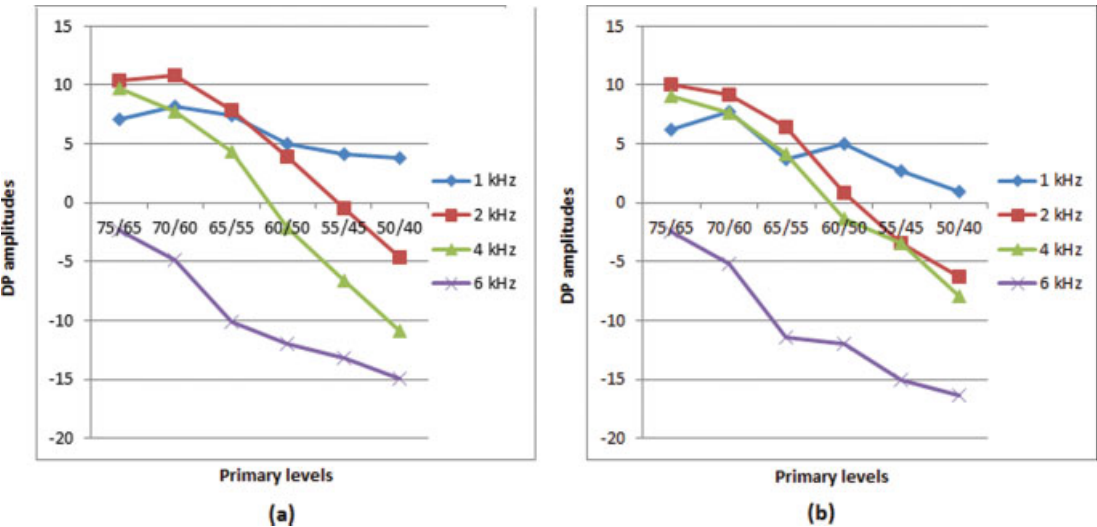 15
10
5
0
-5
-10
-15
-20
DP amplitudes
75/65 70/60 65/55 60/50 55/45 50/40
1 kHz
2 kHz
4 kHz
6 kHz
Primary levels
(a)
15
10
5
0
-5
-10
-15
-20
DP amplitudes
75/65 70/60 65/55 60/50 55/45 50/40
1 kHz
2 kHz
4 kHz
6 kHz
Primary levels
(b)